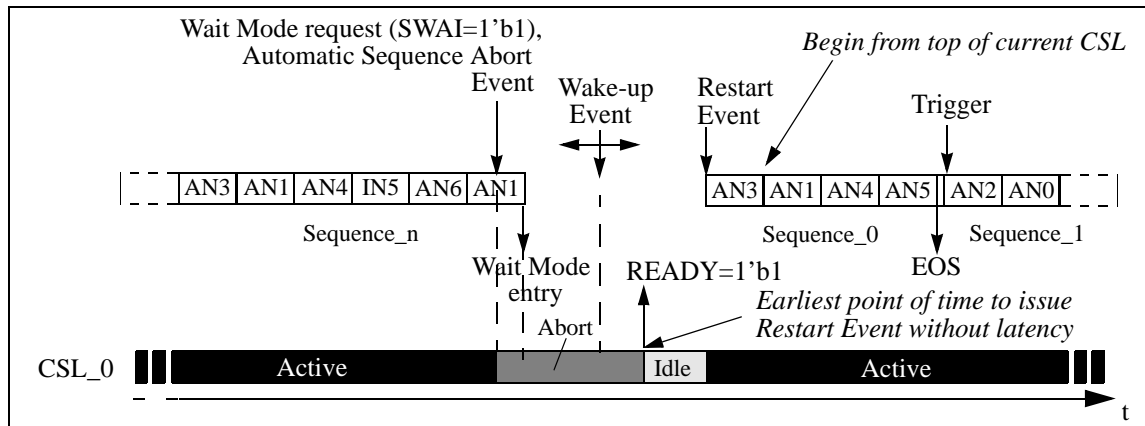 Wait Mode request (SWAI=1’b1),
Automatic Sequence Abort
Event
Wake-up
Event
Restart
Event
Begin from top of current CSL
Trigger
AN3 AN1 AN4 IN5 AN6 AN1
AN3 AN1 AN4 AN5 AN2 AN0
Sequence_n
Sequence_0
Sequence_1
Wait Mode
entry
READY=1’b1
EOS
Earliest point of time to issue
Restart Event without latency
Abort
CSL_0
Active
Idle
Active
t